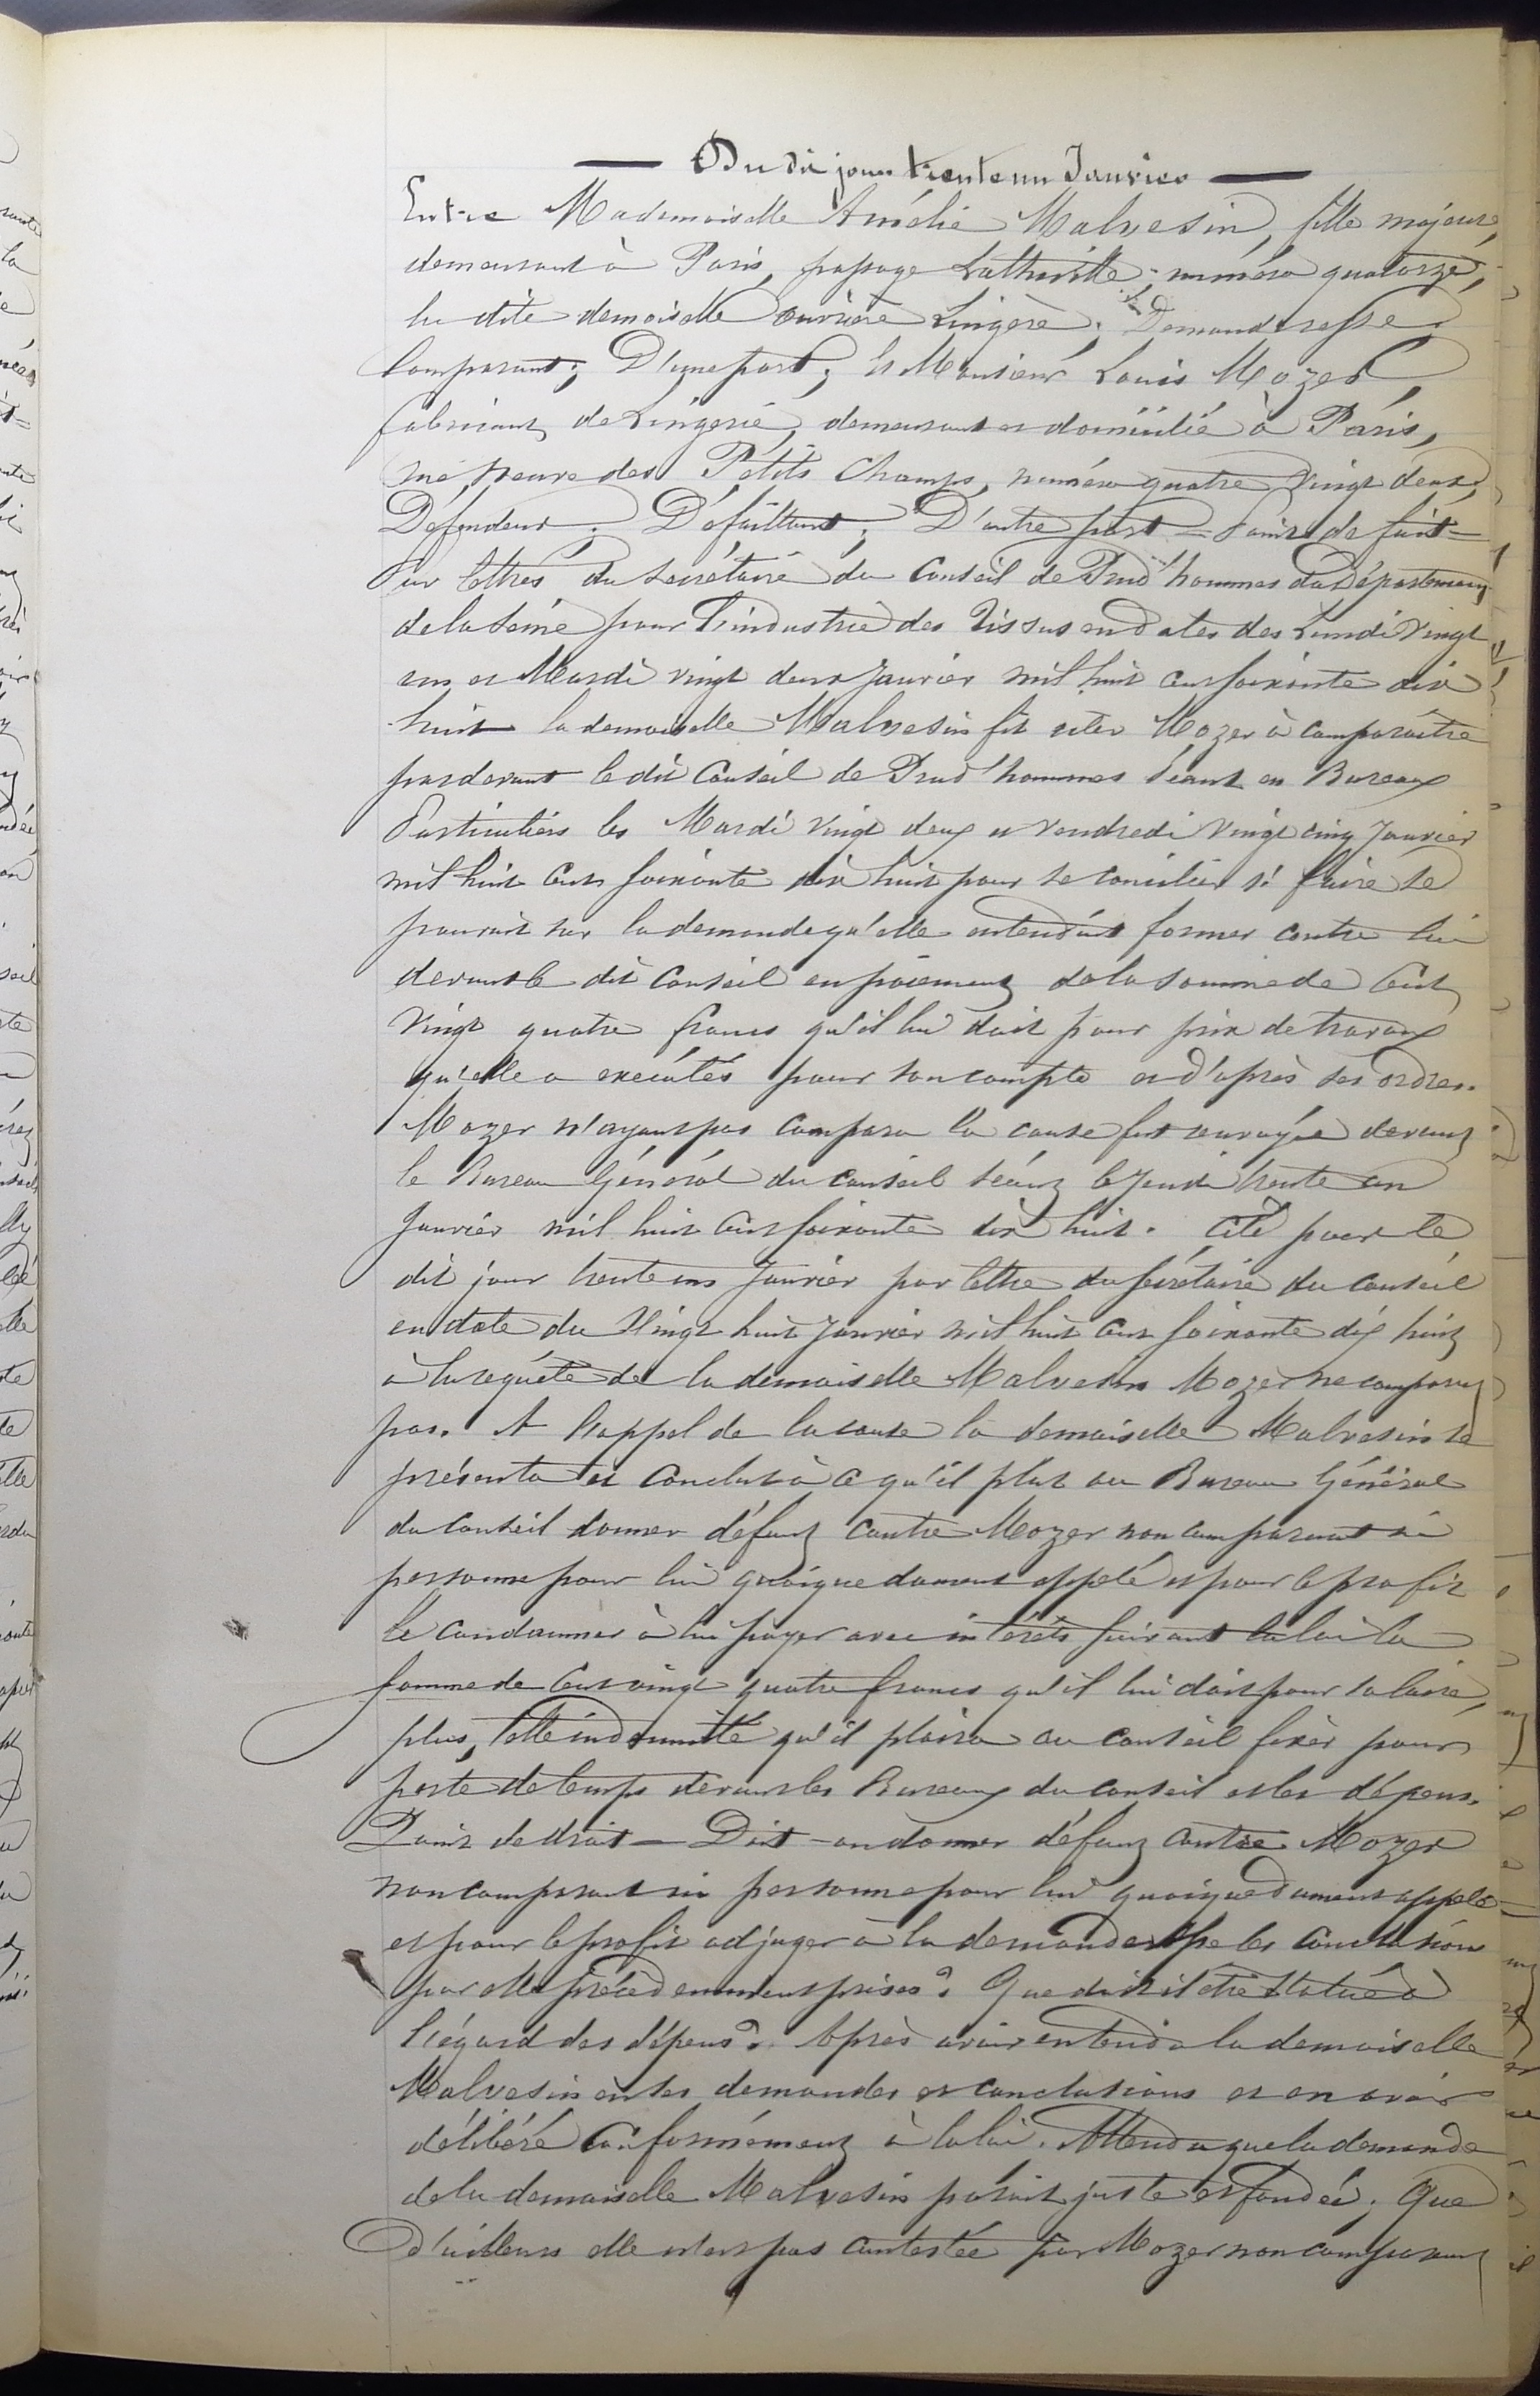 Du dit jour trente un Janvier
Entre Mademoiselle Amélie Malvesin, fille majeure,
demeurant à Paris, passage numéro quatorze,
la dite demoiselle ouvrière Lingère; Demanderesse;
Comparant; D'une part; Et Monsieur Louis Mozer,
fabricant de Lingerie, demeurant et domicilié à Paris,
rue neuve des Petits Champs, numéro quatre vingt deux,
Défendeur; Défaillant; D'autre part = Point de fait =
Par lettres du secrétaire du Conseil de Prud'hommes du Département
de la Seine pour l'industrie des Tissus en dates des Lundi vingt
un et Mardi vingt deux Janvier mil huit cent soixante dix
huit la demoiselle Malvesin fit citer Mozer à comparaître
par devant le dit Conseil de Prud'hommes séant en Bureaux
Particuliers les Mardi vingt deux et vendredi vingt cinq Janvier
mil huit cent soixante dix huit pour se concilier si faire se
pouvait sur la demande qu'elle entendait former contre lui
devant le dit Conseil en paiement de la somme de Cent
Vingt quatre francs qu'il lui doit pour prix de travaux
qu'elle a exécutés pour son compte et d'après ses ordres.
Mozer n'ayant pas comparu la cause fut renvoyée devant
le Bureau Général du Conseil séant le Jeudi trente un
Janvier mil huit cent soixante dix huit. Cité pour le
dit jour trente un Janvier par lettre du secrétaire du Conseil
en date du Vingt huit Janvier mil huit cent soixante dix huit
à la requête de la demoiselle Malvesin Mozer ne comparut
pas. A l'appel de la cause la demoiselle Malvesin se
présenta et conclut à ce qu'il plut au Bureau Général
du Conseil donner défaut contre Mozer non comparant ni
personne pour lui quoique dument appelé et pour le profit
le condamner à lui payer avec intérêts suivant la loi la
somme de Cent vingt quatre francs qu'il lui doit pour salaire,
plus, telle indemnité qu'il plaira au Conseil fixer pour
perte de temps devant les Bureaux du Conseil et les dépens.
Point de droit — Doit-on donner défaut contre Mozer
non comparant ni personne pour lui quoique dument appelé
et pour le profit adjuger à la demanderesse les conclusions
par elle précédemment prises? Que doit-il être statué à
l'égard des dépens? Après avoir entendu la demoiselle
Malvesin en ses demandes et conclusions et en avoir
délibéré conformément à la loi; Attendu que la demande
de la demoiselle Malvesin parait juste et fondée; Que
d'ailleurs elle n'est pas contestée par Mozer non comparant